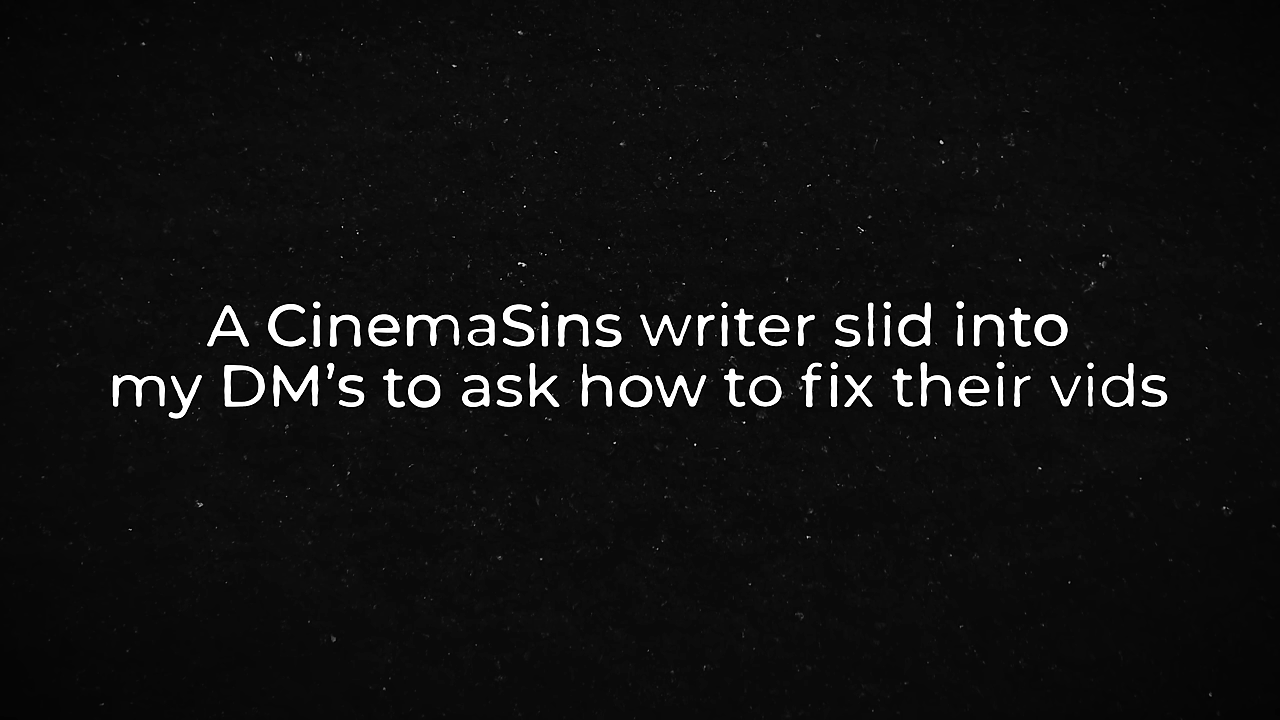 A CinemaSins writer slid into
my DM’s to ask how to fix their vids